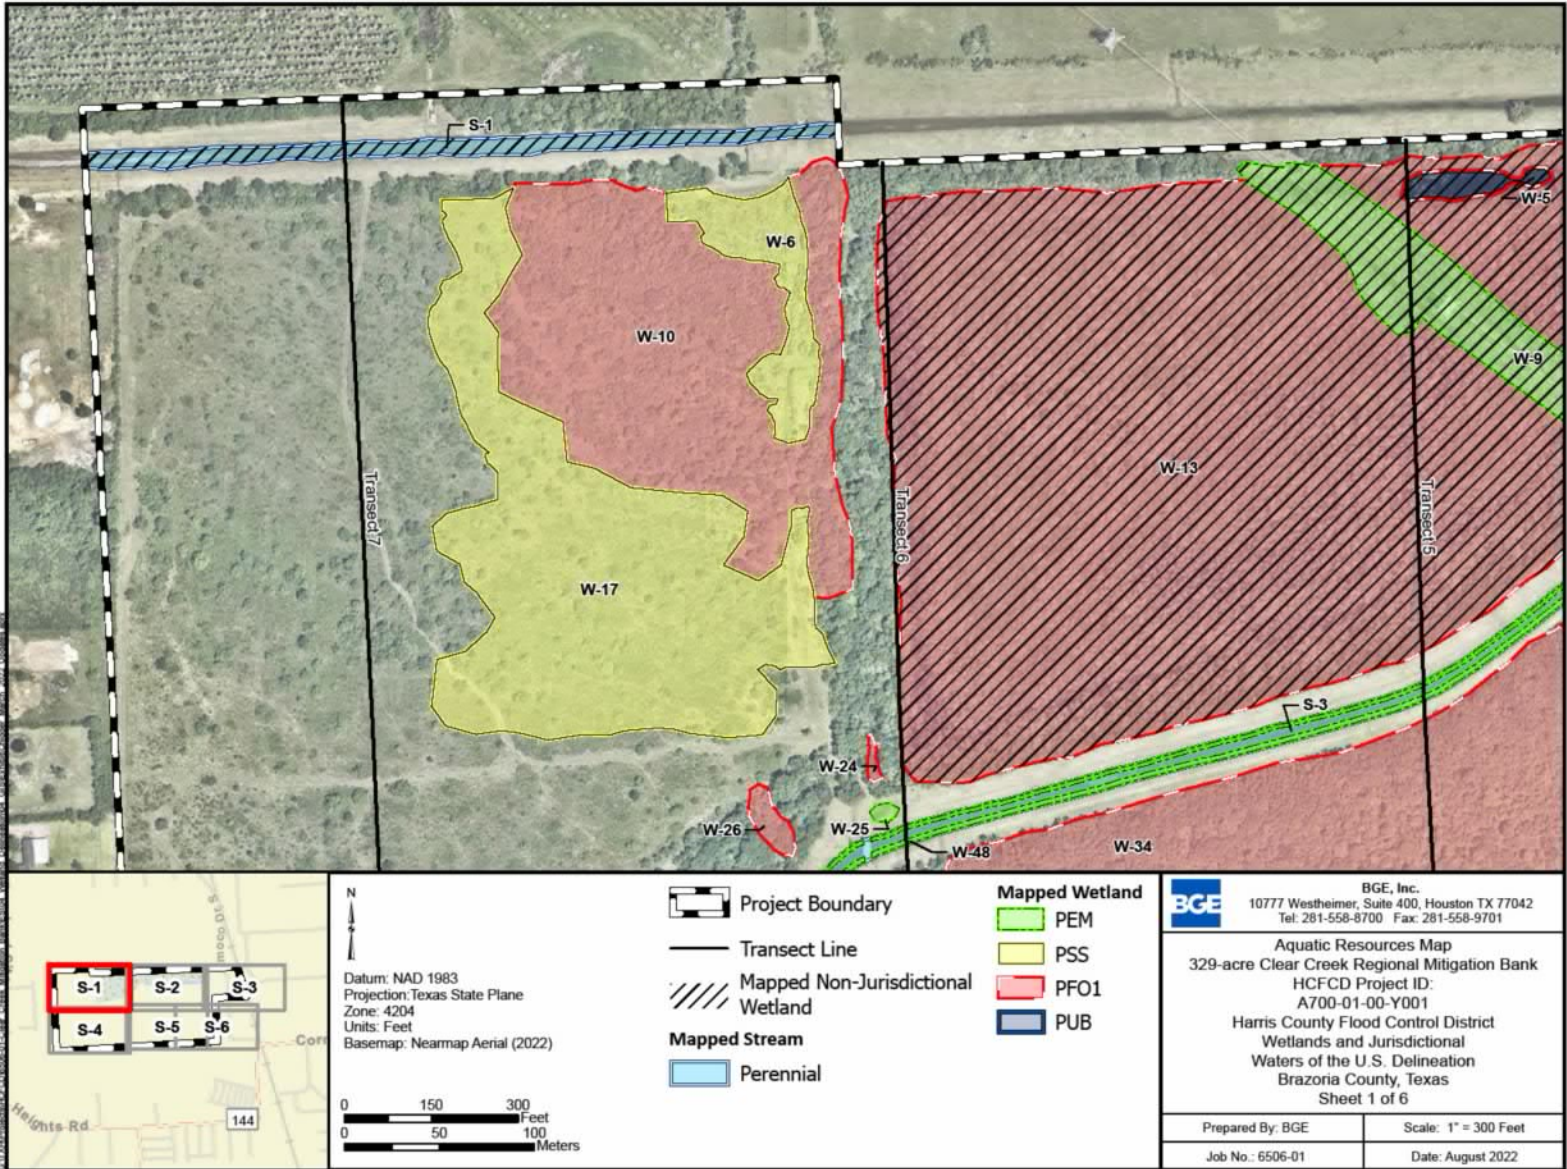 S-1
W-5
W-6
W-10
W-9
W-13
Transect 7
Transect 6
Transect 5
W-17
S-3
W-24
W-26
W-25
W-48
W-34
S-1
S-2
S-3
S-4
S-5
S-6
Heights Rd
144
N
Datum: NAD 1983
Projection:Texas State Plane
Zone: 4204
Units: Feet
Basemap: Nearmap Aerial (2022)
0 150 300
Feet
0 50 100
Meters
Project Boundary
Transect Line
Mapped Non-Jurisdictional
Wetland
Mapped Stream
Perennial
Mapped Wetland
PEM
PSS
PFO1
PUB
BGE
BGE, Inc.
10777 Westheimer, Suite 400, Houston TX 77042
Tel: 281-558-8700 Fax: 281-558-9701
Aquatic Resources Map
329-acre Clear Creek Regional Mitigation Bank
HCFCD Project ID:
A700-01-00-Y001
Harris County Flood Control District
Wetlands and Jurisdictional
Waters of the U.S. Delineation
Brazoria County, Texas
Sheet 1 of 6
Prepared By: BGE
Scale: 1" = 300 Feet
Job No.: 6506-01
Date: August 2022